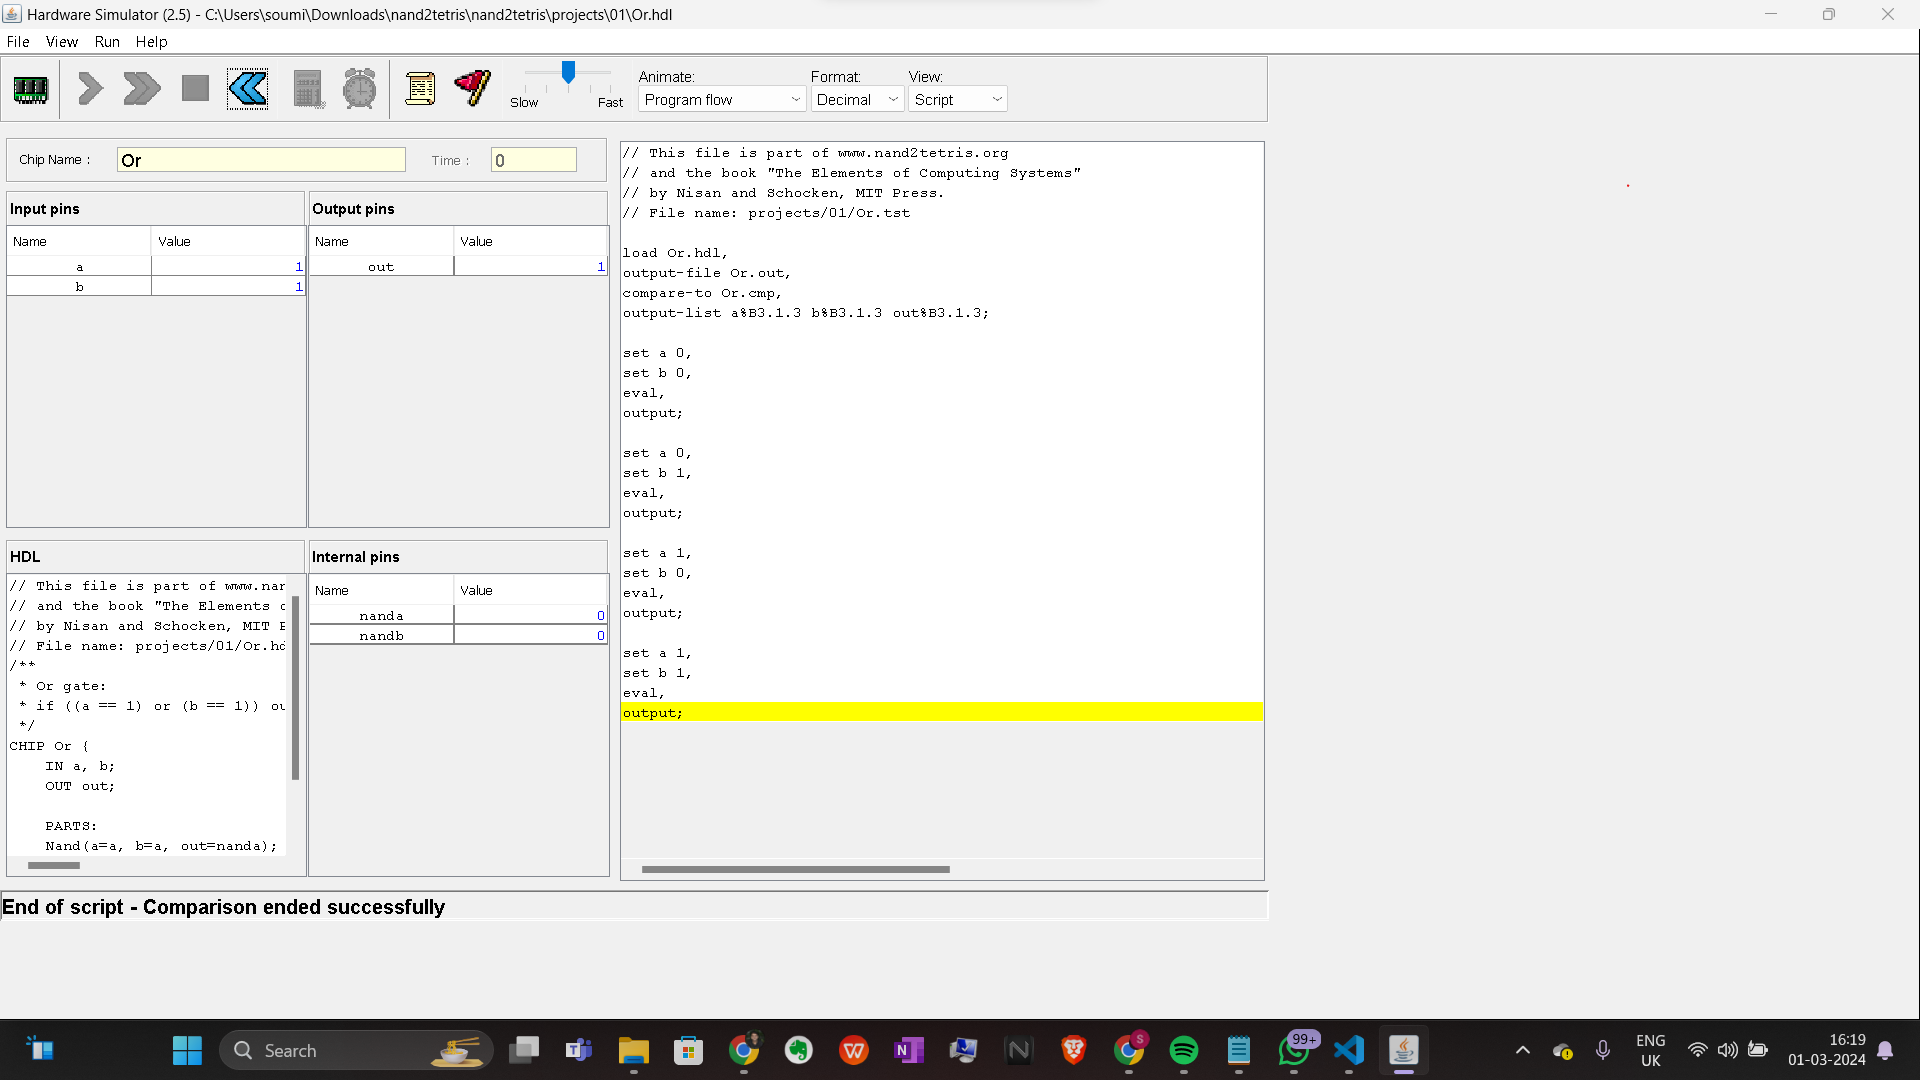 Hardware Simulator (2.5) - C:\Users\soumi\Downloads\nand2tetris\nand2tetris\projects\01\Or.hdl
File View Run Help
Slow Fast
Animate: Format: View:
Program flow Decimal Script
Chip Name : Or Time : 0
Input pins Output pins
Name Value Name Value
a 1 out 1
b 1
HDL
// This file is part of www.nan
// and the book "The Elements o
// by Nisan and Schocken, MIT P
// File name: projects/01/Or.hd
/**
* Or gate:
* if ((a == 1) or (b == 1)) ou
*/
CHIP Or {
IN a, b;
OUT out;
PARTS:
Nand(a=a, b=a, out=nanda);
Internal pins
Name Value
nanda 0
nandb 0
// This file is part of www.nand2tetris.org
// and the book "The Elements of Computing Systems"
// by Nisan and Schocken, MIT Press.
// File name: projects/01/Or.tst
load Or.hdl,
output-file Or.out,
compare-to Or.cmp,
output-list a%B3.1.3 b%B3.1.3 out%B3.1.3;
set a 0,
set b 0,
eval,
output;
set a 0,
set b 1,
eval,
output;
set a 1,
set b 0,
eval,
output;
set a 1,
set b 1,
eval,
output;
End of script - Comparison ended successfully
Search
99+
S
ENG
UK
16:19
01-03-2024